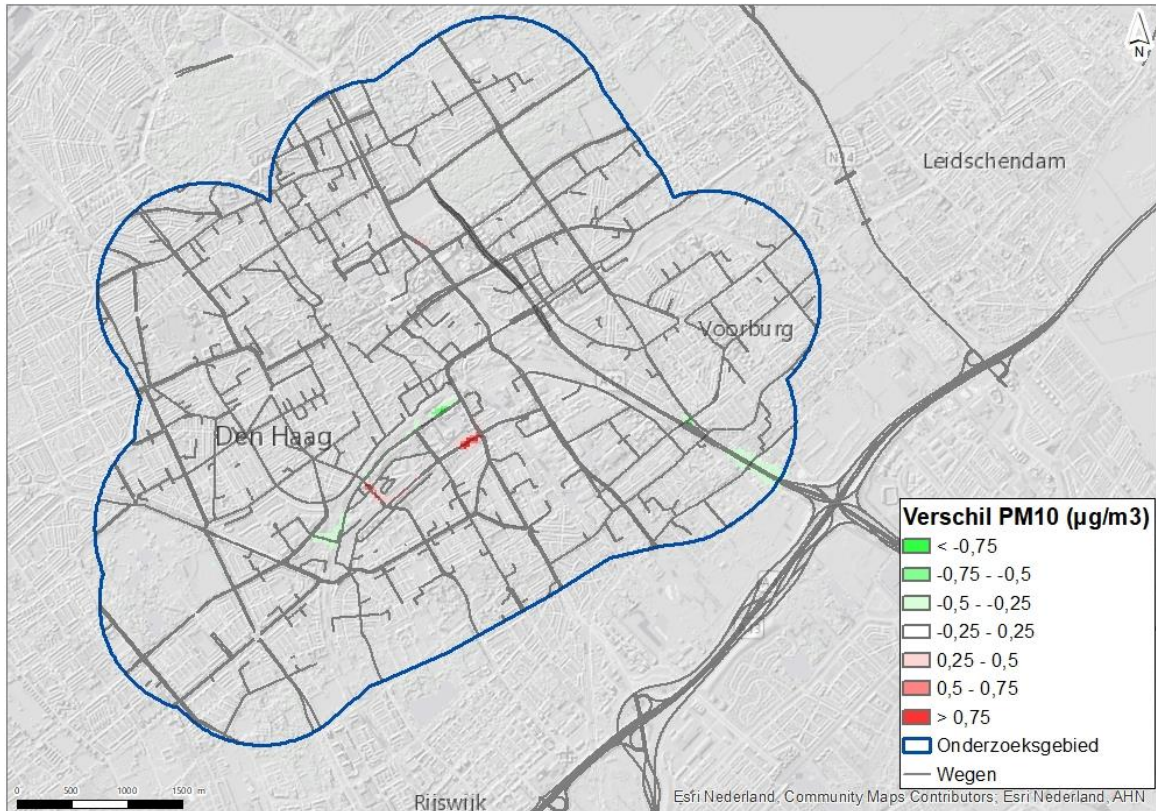 N
N14
Leidschendam
Voorburg
Den Haag
Rijswijk
Verschil PM10 (µg/m3)
< -0,75
-0,75 - -0,5
-0,5 - -0,25
-0,25 - 0,25
0,25 - 0,5
0,5 - 0,75
> 0,75
Onderzoeksgebied
Wegen
0 500 1000 1500 m
Esri Nederland, Community Maps Contributors; Esri Nederland, AHN